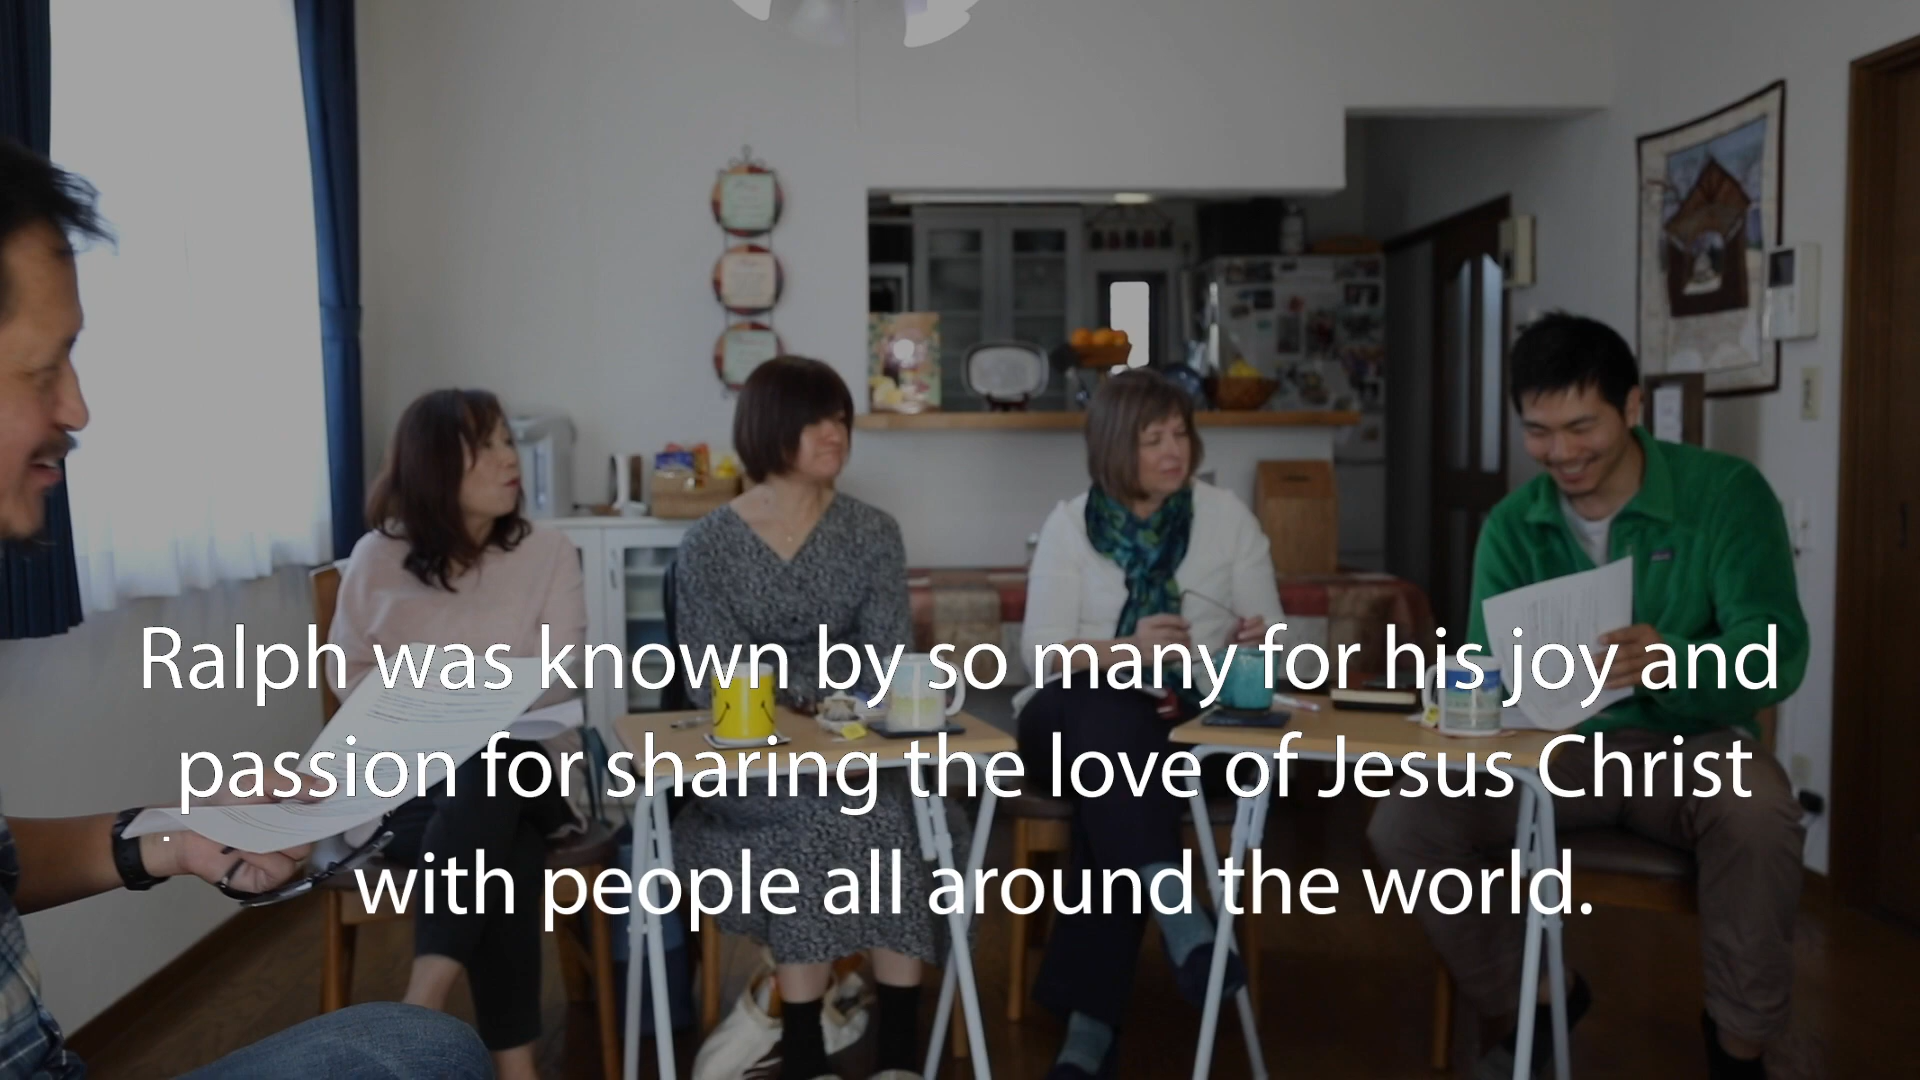 Ralph was known by so many for his joy and
passion for sharing the love of Jesus Christ
with people all around the world.